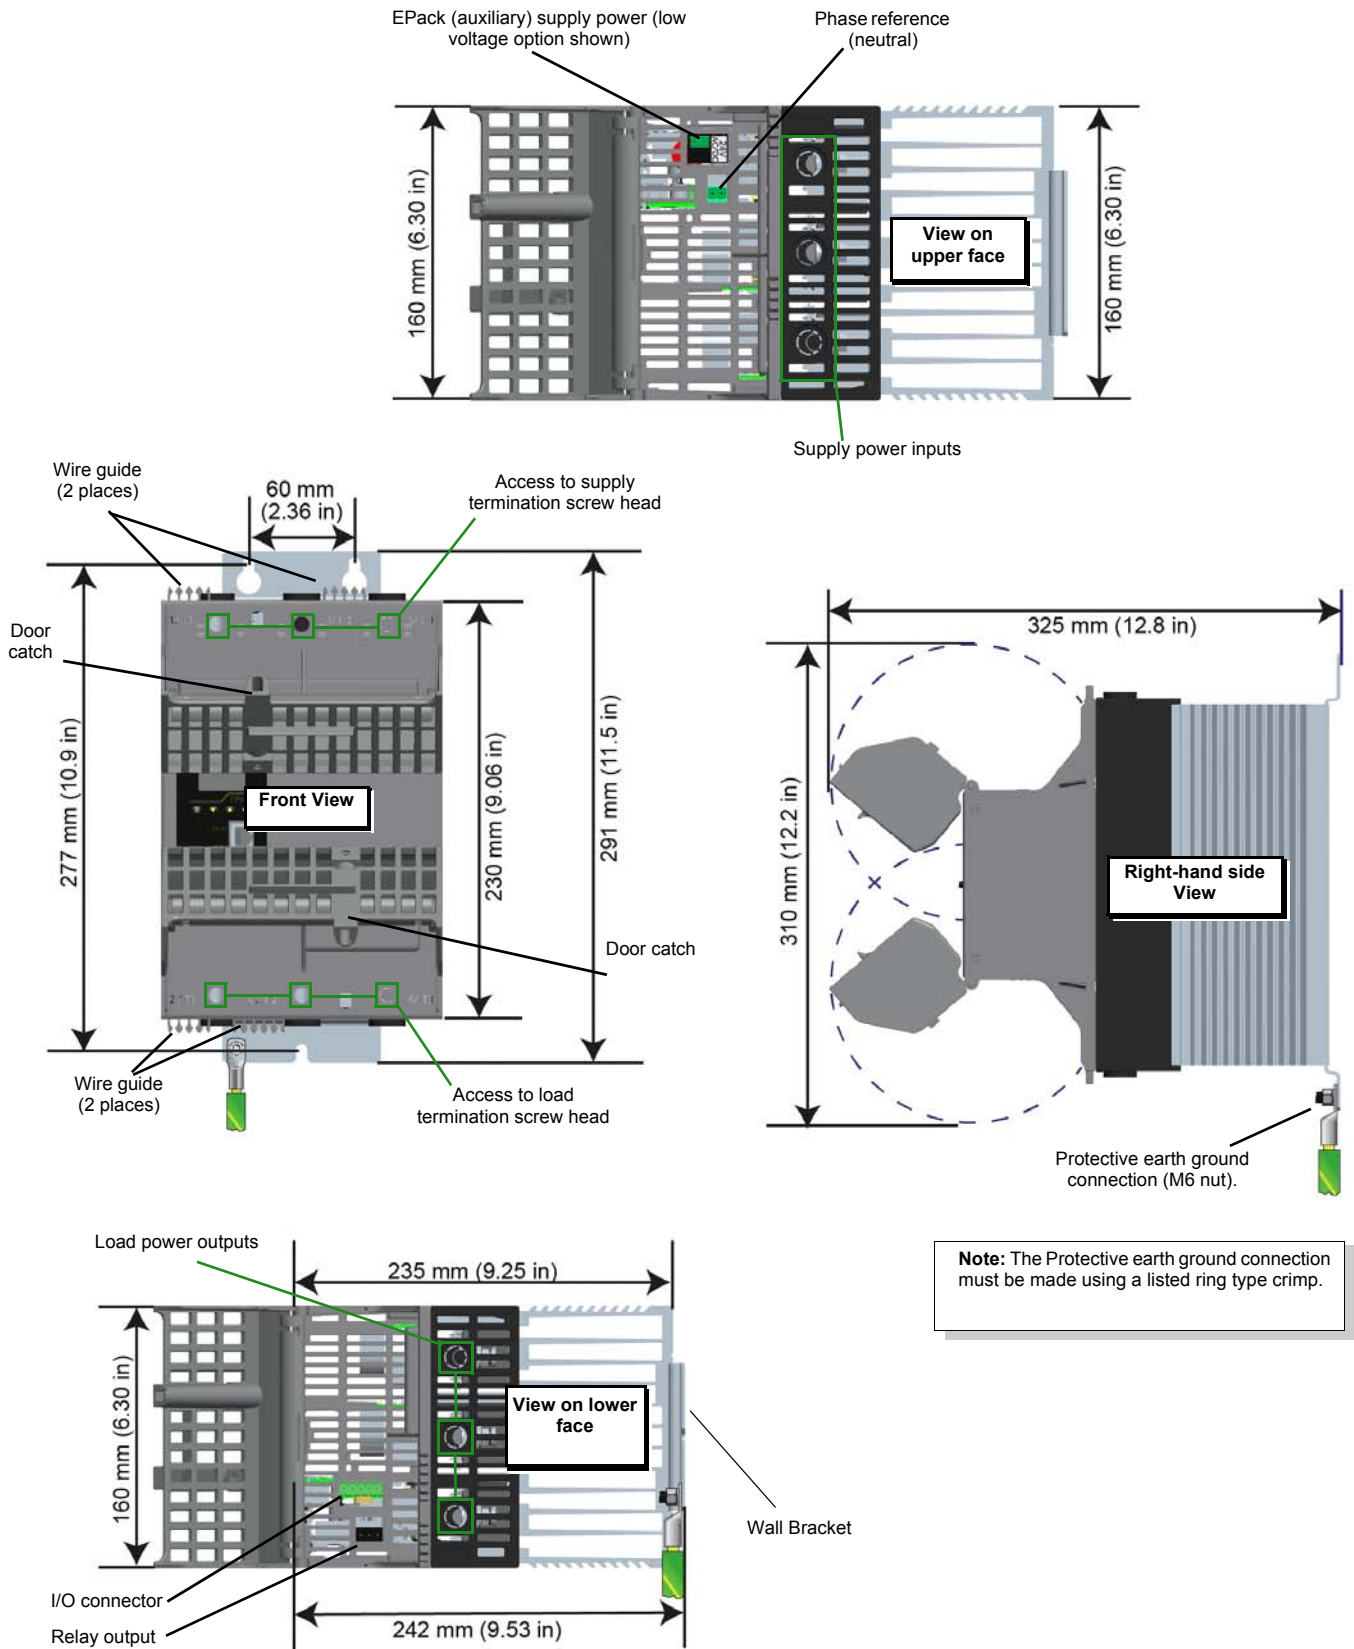 EPack (auxiliary) supply power (low
voltage option shown)
Phase reference
(neutral)
160 mm (6.30 in)
24V
AC/DC
View on
upper face
160 mm (6.30 in)
Supply power inputs
Wire guide
(2 places)
60 mm
(2.36 in)
Access to supply
termination screw head
Door
catch
277 mm (10.9 in)
Front View
230 mm (9.06 in)
291 mm (11.5 in)
Door catch
Wire guide
(2 places)
Access to load
termination screw head
325 mm (12.8 in)
310 mm (12.2 in)
Right-hand side
View
Protective earth ground
connection (M6 nut).
Note: The Protective earth ground connection
must be made using a listed ring type crimp.
Load power outputs
235 mm (9.25 in)
160 mm (6.30 in)
View on lower
face
Wall Bracket
I/O connector
Relay output
242 mm (9.53 in)